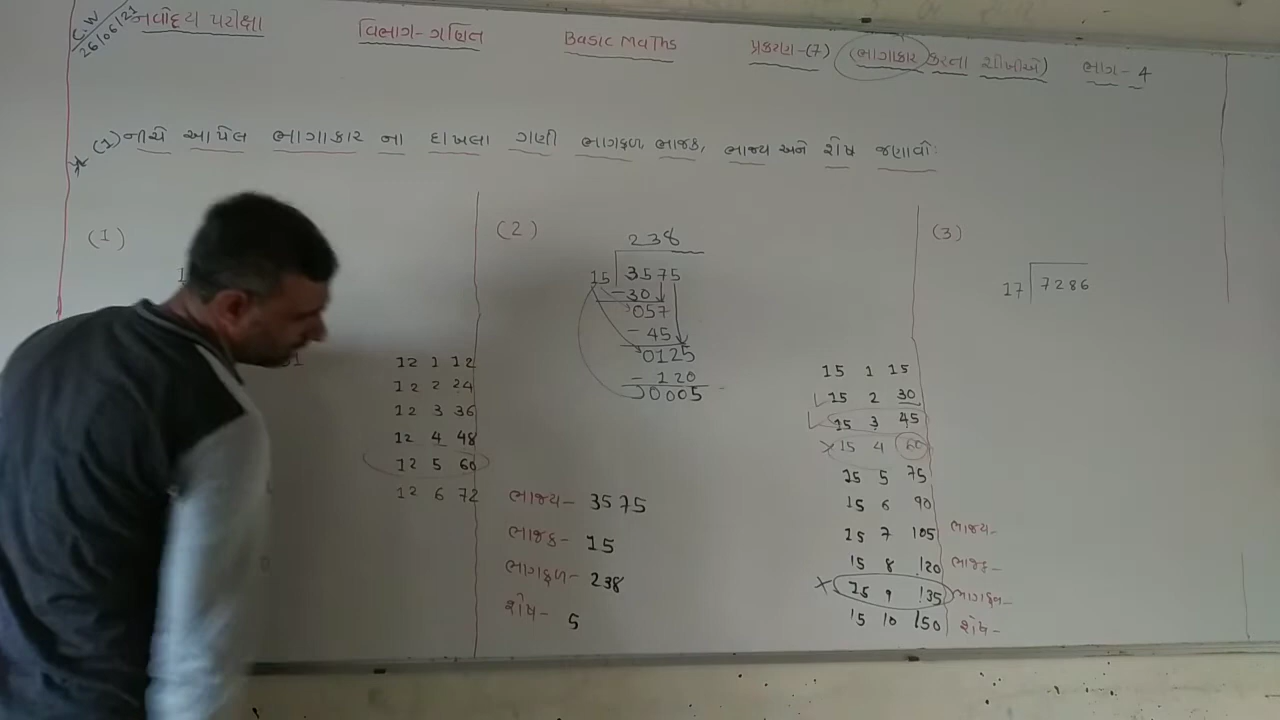 C.W
26/06/21
નવોદય પરીક્ષા
વિભાગ-ગણિત
Basic Maths
પ્રકરણ-(7) (ભાગાકાર કરતા શીખીએ) ભાગ-4
* (1) નીચે આપેલ ભાગાકાર ના દાખલા ગણી ભાગફળ ભાજક, ભાજ્ય અને શેષ જણાવો:
(1)
12 1 12
12 2 24
12 3 36
12 4 48
12 5 60
12 6 72
(2)
238
15 3575
-30
057
- 45
0125
- 120
0005
ભાજ્ય- 3575
ભાજક- 15
ભાગફળ- 238
શેષ- 5
15 1 15
15 2 30
15 3 45
×15 4 60
15 5 75
15 6 90
15 7 105
15 8 120
× 15 9 135
15 10 150
(3)
17 7286
ભાજ્ય-
ભાજક-
ભાગફળ-
શેષ-